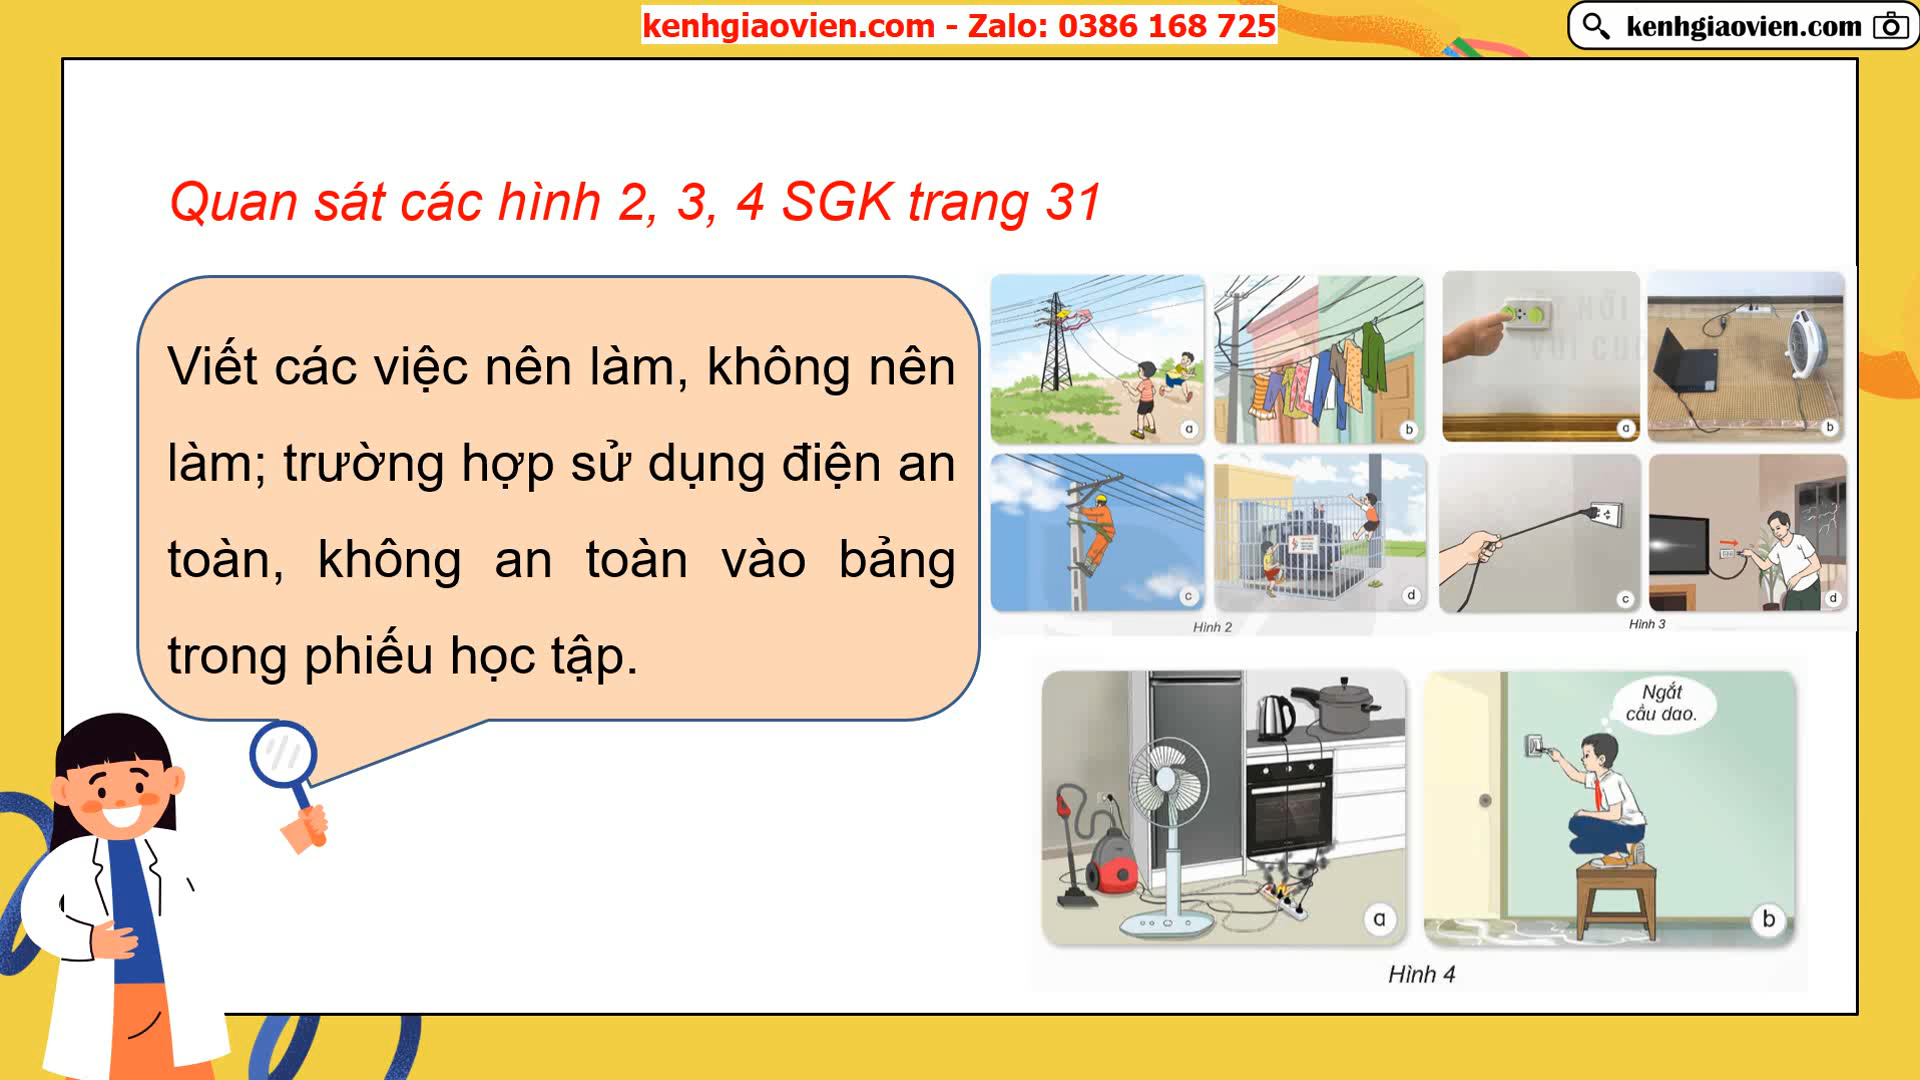 kenhgiaovien.com - Zalo: 0386 168 725
kenhgiaovien.com
Quan sát các hình 2, 3, 4 SGK trang 31
Viết các việc nên làm, không nên
làm; trường hợp sử dụng điện an
toàn, không an toàn vào bảng
trong phiếu học tập.
a
b
a
b
c
d
c
d
Hình 2
Hình 3
Ngắt
cầu dao.
a
b
Hình 4